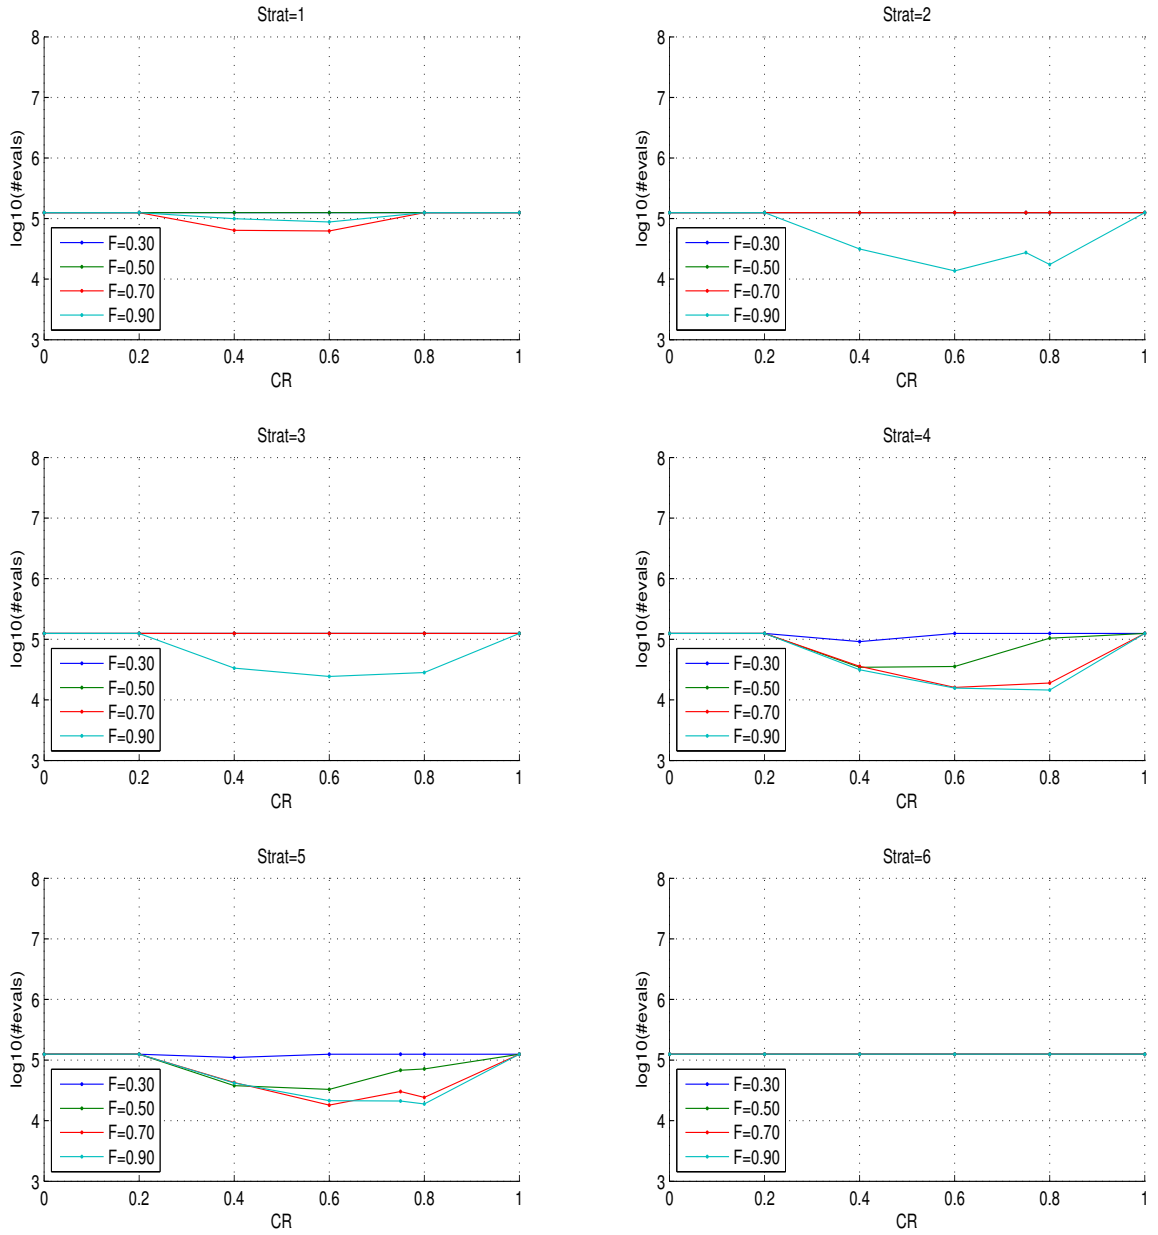 Strat=1
8
7
6
5
4
3
log10(#evals)
F=0.30
F=0.50
F=0.70
F=0.90
0 0.2 0.4 0.6 0.8 1
CR
Strat=2
8
7
6
5
4
3
log10(#evals)
F=0.30
F=0.50
F=0.70
F=0.90
0 0.2 0.4 0.6 0.8 1
CR
Strat=3
8
7
6
5
4
3
log10(#evals)
F=0.30
F=0.50
F=0.70
F=0.90
0 0.2 0.4 0.6 0.8 1
CR
Strat=4
8
7
6
5
4
3
log10(#evals)
F=0.30
F=0.50
F=0.70
F=0.90
0 0.2 0.4 0.6 0.8 1
CR
Strat=5
8
7
6
5
4
3
log10(#evals)
F=0.30
F=0.50
F=0.70
F=0.90
0 0.2 0.4 0.6 0.8 1
CR
Strat=6
8
7
6
5
4
3
log10(#evals)
F=0.30
F=0.50
F=0.70
F=0.90
0 0.2 0.4 0.6 0.8 1
CR